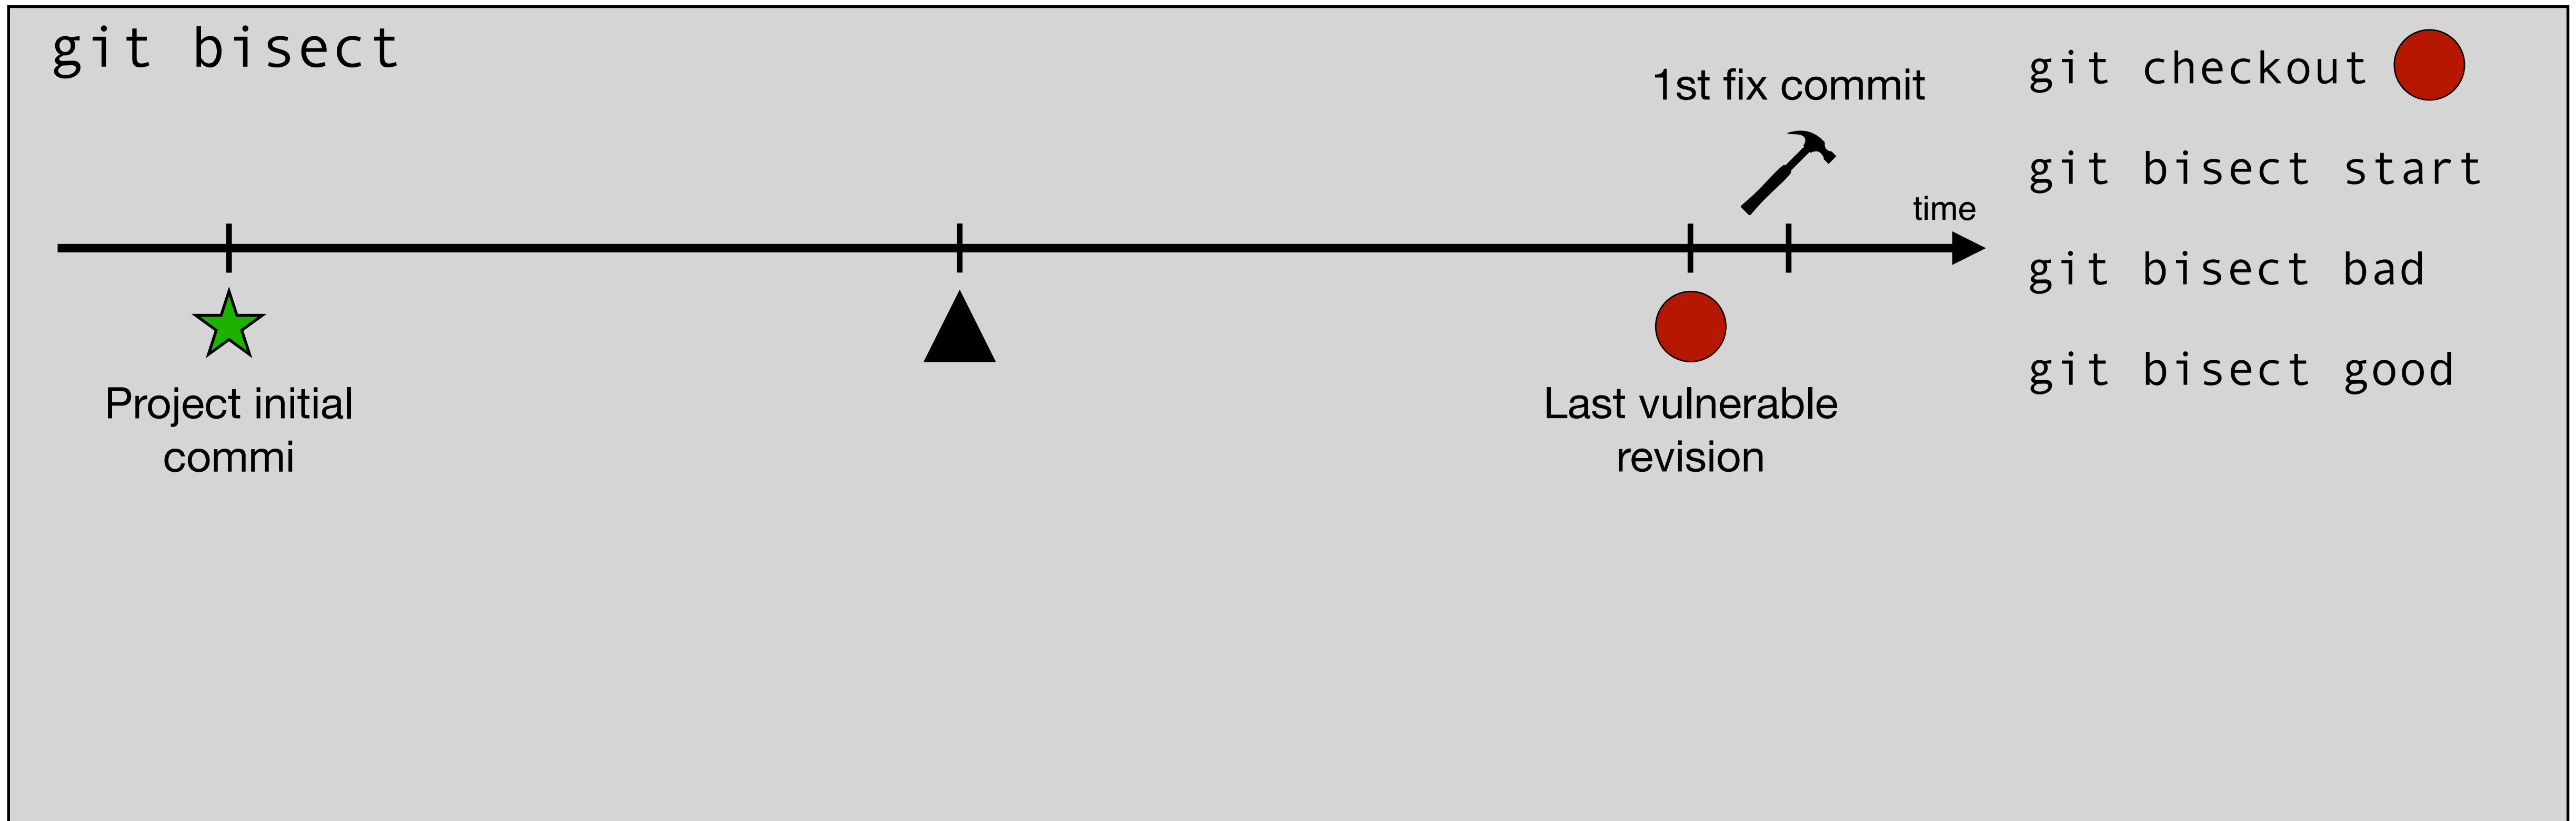 git bisect
1st fix commit
time
Project initial
commi
Last vulnerable
revision
git checkout
git bisect start
git bisect bad
git bisect good